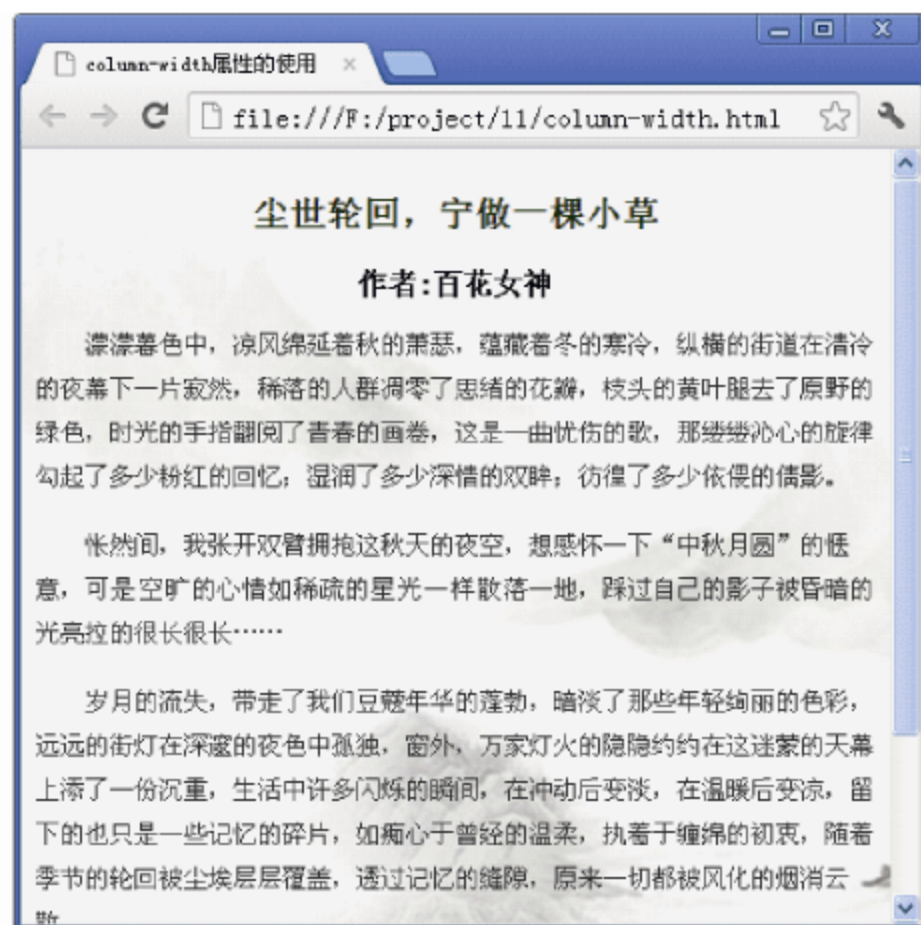 column-width属性的使用
file:///F:/project/11/column-width.html
尘世轮回，宁做一棵小草
作者:百花女神
濛濛暮色中，凉风绵延着秋的萧瑟，蕴藏着冬的寒冷，纵横的街道在清冷
的夜幕下一片寂然，稀落的人群凋零了思绪的花瓣，枝头的黄叶腿去了原野的
绿色，时光的手指翻阅了青春的画卷，这是一曲忧伤的歌，那缕缕沁心的旋律
勾起了多少粉红的回忆；湿润了多少深情的双眸；彷徨了多少依偎的倩影。
怅然间，我张开双臂拥抱这秋天的夜空，想感怀一下“中秋月圆”的惬
意，可是空旷的心情如稀疏的星光一样散落一地，踩过自己的影子被昏暗的
光亮拉的很长很长……
岁月的流失，带走了我们豆蔻年华的蓬勃，暗淡了那些年轻绚丽的色彩，
远远的街灯在深邃的夜色中孤独，窗外，万家灯火的隐隐约约在这迷蒙的天幕
上添了一份沉重，生活中许多闪烁的瞬间，在冲动后变淡，在温暖后变凉，留
下的也只是一些记忆的碎片，如痴心于曾经的温柔，执着于缠绵的初衷，随着
季节的轮回被尘埃层层覆盖，透过记忆的缝隙，原来一切都被风化的烟消云